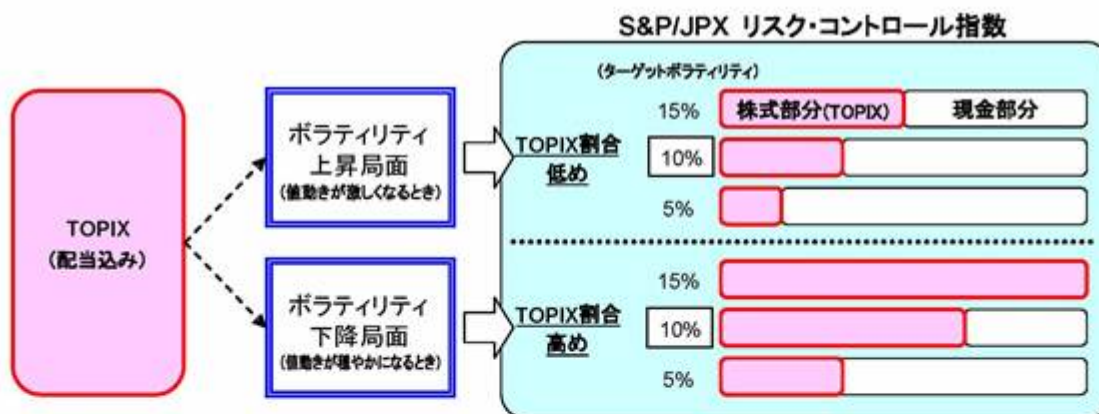 S&P/JPX リスク・コントロール指数
TOPIX
(配当込み)
ボラティリティ
上昇局面
(値動きが激しくなるとき)
ボラティリティ
下降局面
(値動きが穏やかになるとき)
(ターゲットボラティリティ)
TOPIX割合
低め
15%
株式部分(TOPIX)
現金部分
10%
5%
TOPIX割合
高め
15%
10%
5%